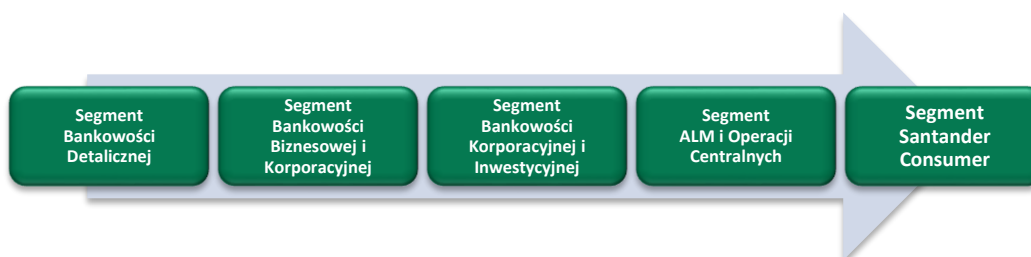 Segment
Bankowości
Detalicznej
Segment
Bankowości
Biznesowej i
Korporacyjnej
Segment
Bankowości
Korporacyjnej i
Inwestycyjnej
Segment
ALM i Operacji
Centralnych
Segment
Santander
Consumer